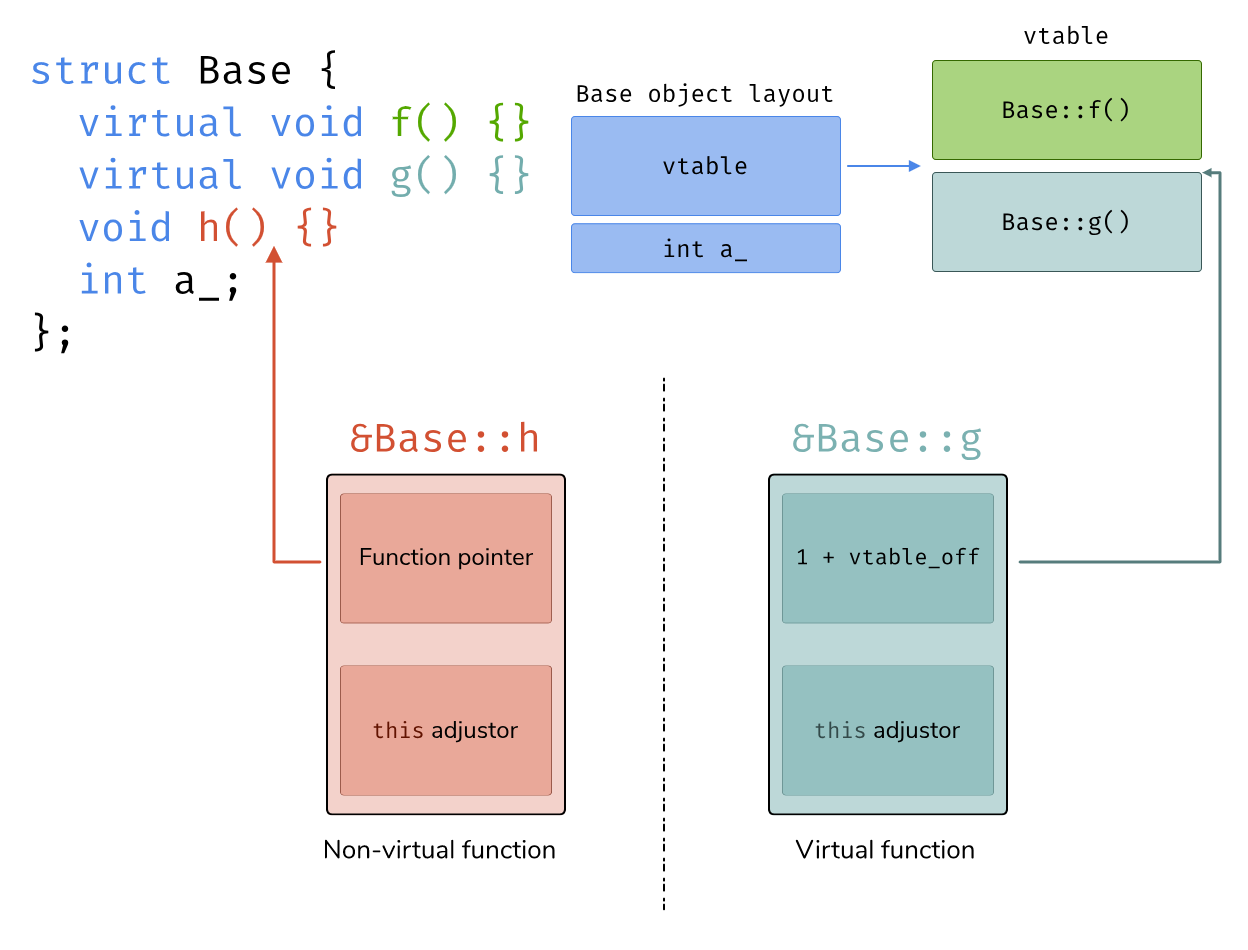 struct Base {
  virtual void f() {}
  virtual void g() {}
  void h() {}
  int a_;
};
Base object layout
vtable
int a_
vtable
Base::f()
Base::g()
&Base::h
Function pointer
this adjustor
Non-virtual function
&Base::g
1 + vtable_off
this adjustor
Virtual function